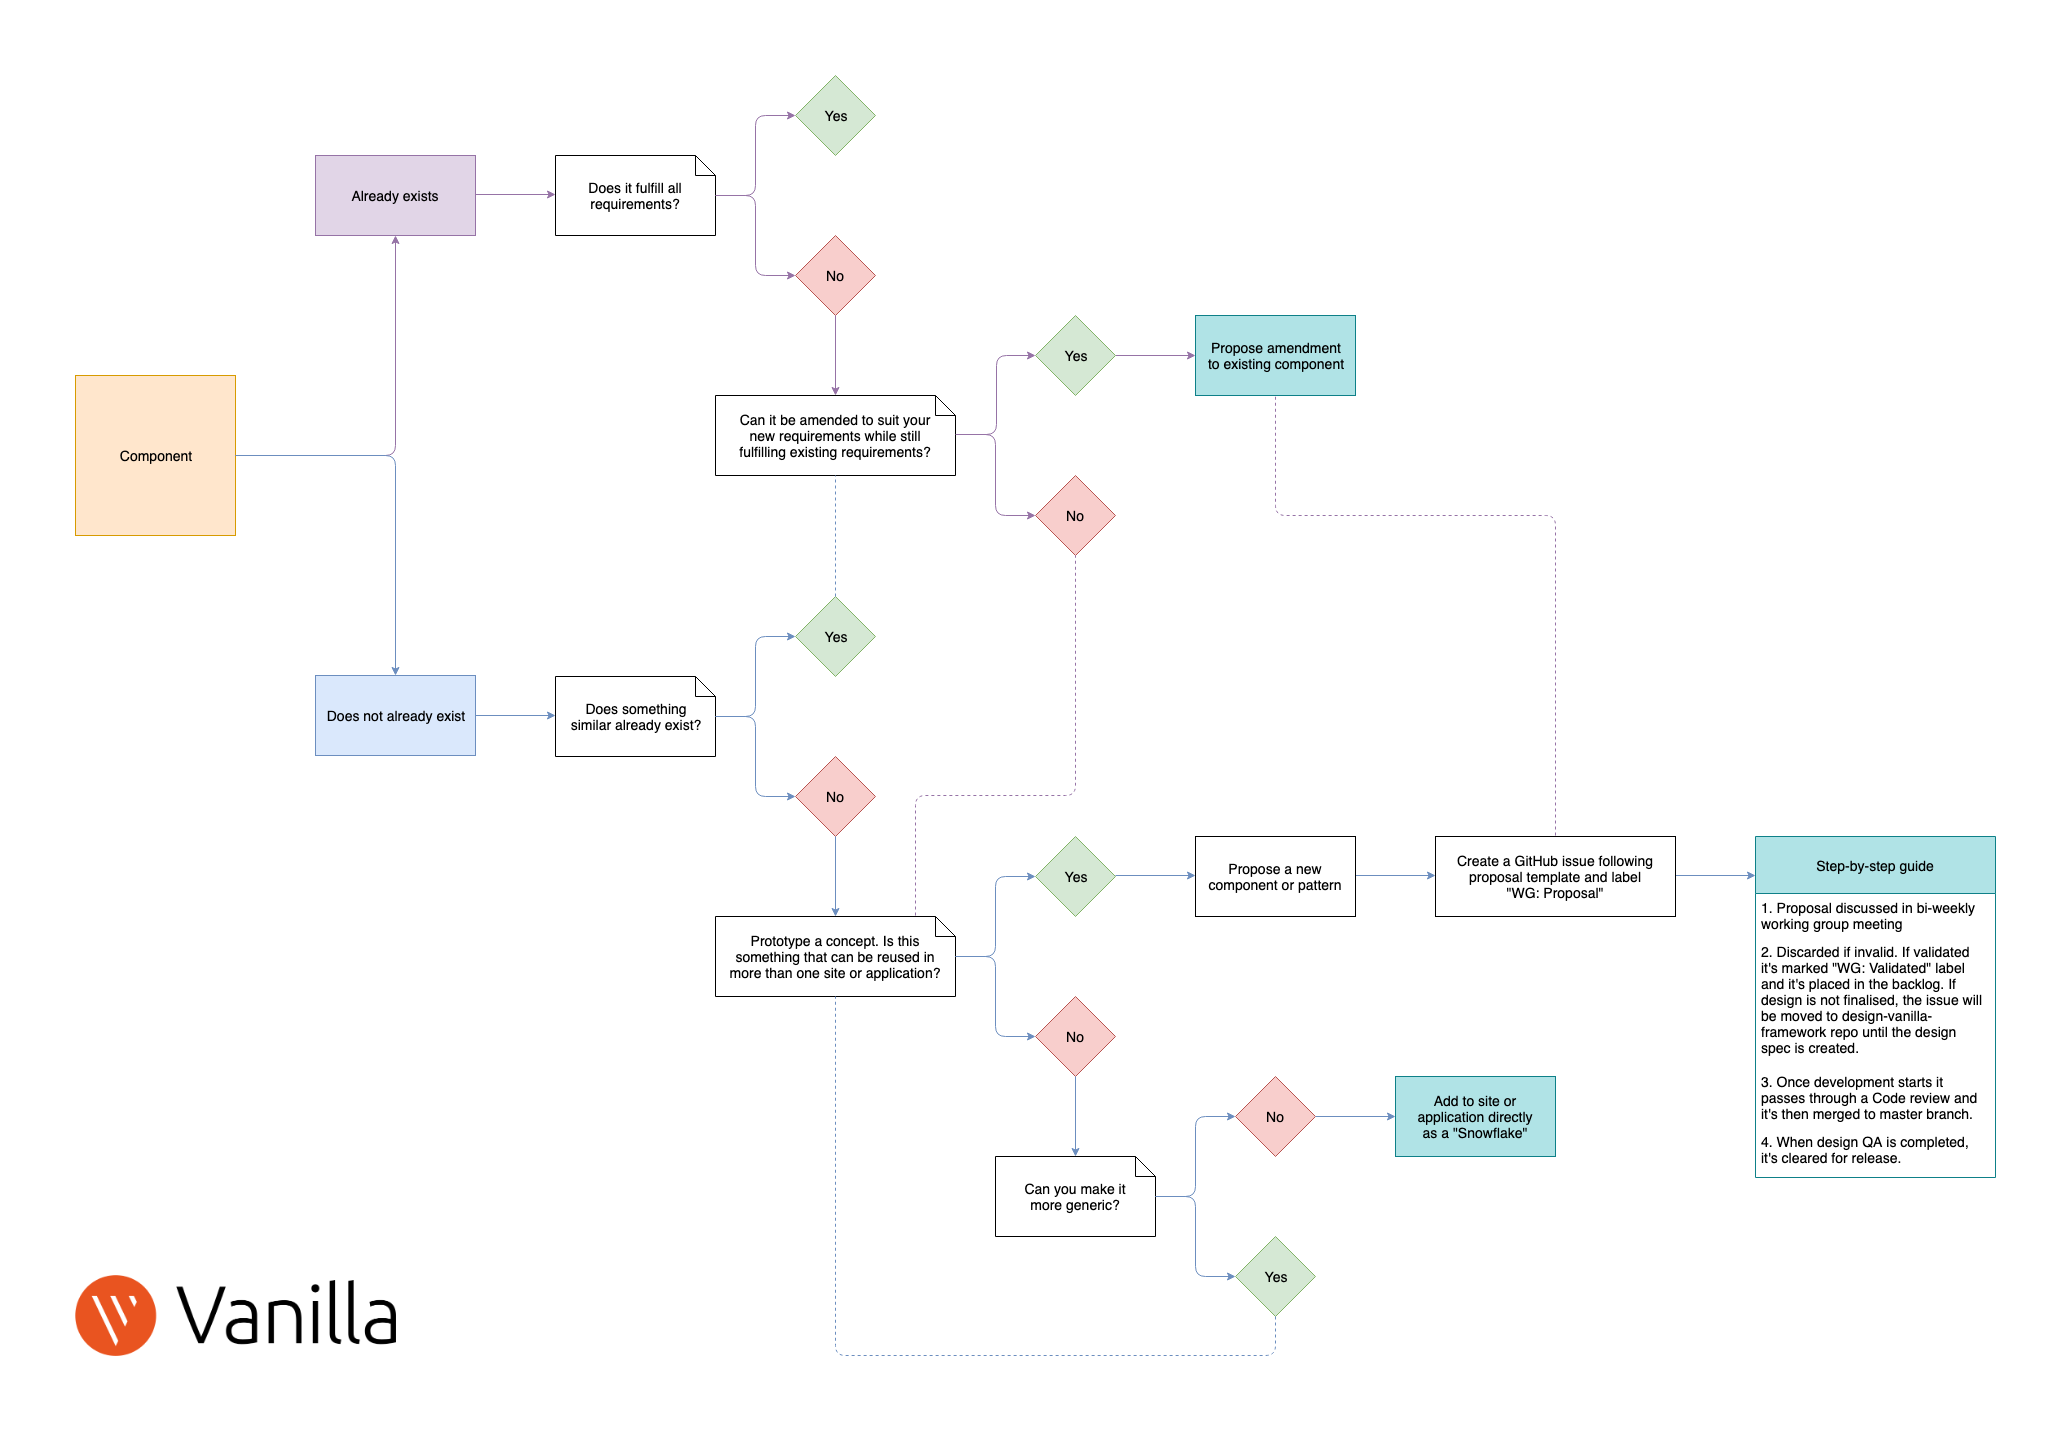 Yes
Already exists
Does it fulfill all
requirements?
No
Component
Can it be amended to suit your
new requirements while still
fulfilling existing requirements?
Yes
Propose amendment
to existing component
No
Does not already exist
Does something
similar already exist?
Yes
No
Prototype a concept. Is this
something that can be reused in
more than one site or application?
Yes
Propose a new
component or pattern
Create a GitHub issue following
proposal template and label
"WG: Proposal"
Step-by-step guide
1. Proposal discussed in bi-weekly
working group meeting
2. Discarded if invalid. If validated
it's marked "WG: Validated" label
and it's placed in the backlog. If
design is not finalised, the issue will
be moved to design-vanilla-
framework repo until the design
spec is created.
3. Once development starts it
passes through a Code review and
it's then merged to master branch.
4. When design QA is completed,
it's cleared for release.
No
Can you make it
more generic?
No
Add to site or
application directly
as a "Snowflake"
Yes
Vanilla